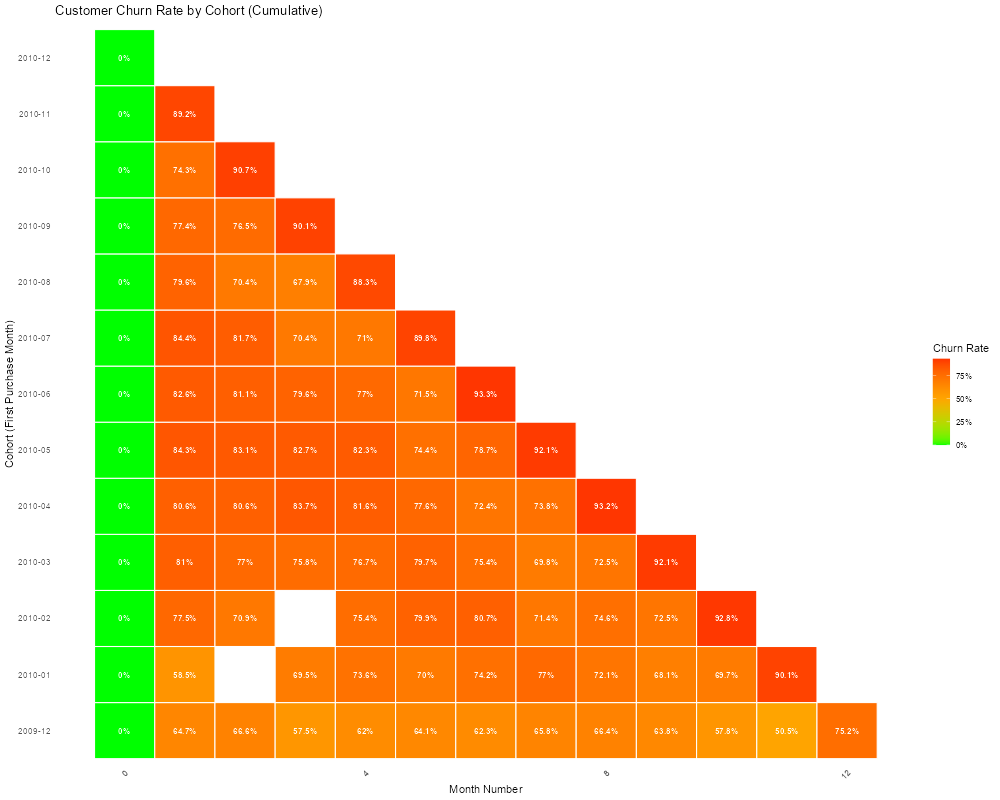 Customer Churn Rate by Cohort (Cumulative)
Cohort (First Purchase Month)
2010-12 0%
2010-11 0% 89.2%
2010-10 0% 74.3% 90.7%
2010-09 0% 77.4% 76.5% 90.1%
2010-08 0% 79.6% 70.4% 67.9% 88.3%
2010-07 0% 84.4% 81.7% 70.4% 71% 89.8%
2010-06 0% 82.6% 81.1% 79.6% 77% 71.5% 93.3%
2010-05 0% 84.3% 83.1% 82.7% 82.3% 74.4% 78.7% 92.1%
2010-04 0% 80.6% 80.6% 83.7% 81.6% 77.6% 72.4% 73.8% 93.2%
2010-03 0% 81% 77% 75.8% 76.7% 79.7% 75.4% 69.8% 72.5% 92.1%
2010-02 0% 77.5% 70.9% 75.4% 79.9% 80.7% 71.4% 74.6% 72.5% 92.8%
2010-01 0% 58.5% 69.5% 73.6% 70% 74.2% 77% 72.1% 68.1% 69.7% 90.1%
2009-12 0% 64.7% 66.6% 57.5% 62% 64.1% 62.3% 65.8% 66.4% 63.8% 57.8% 50.5% 75.2%
0 4 8 12
Month Number
Churn Rate
75%
50%
25%
0%